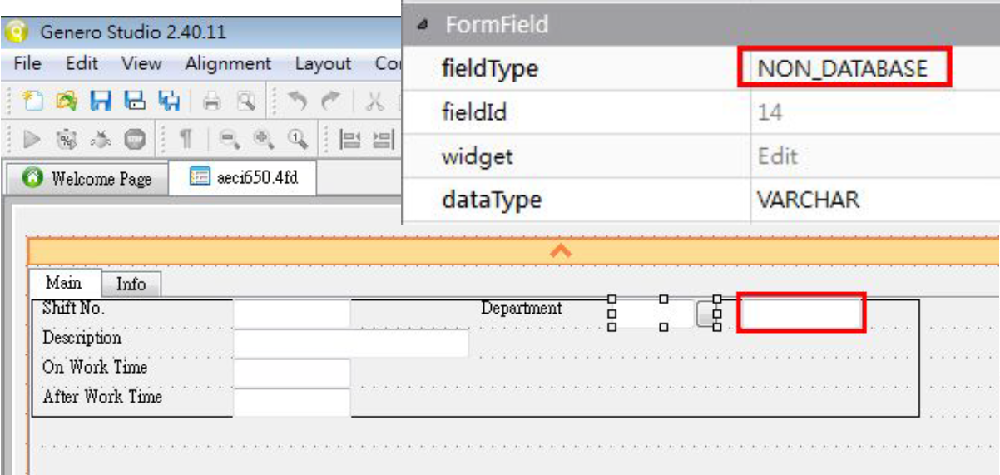 Genero Studio 2.40.11
File Edit View Alignment Layout
Welcome Page aeci650.4fd
FormField
fieldType NON_DATABASE
fieldId 14
widget Edit
dataType VARCHAR
Main Info
Shift No. Department
Description
On Work Time
After Work Time